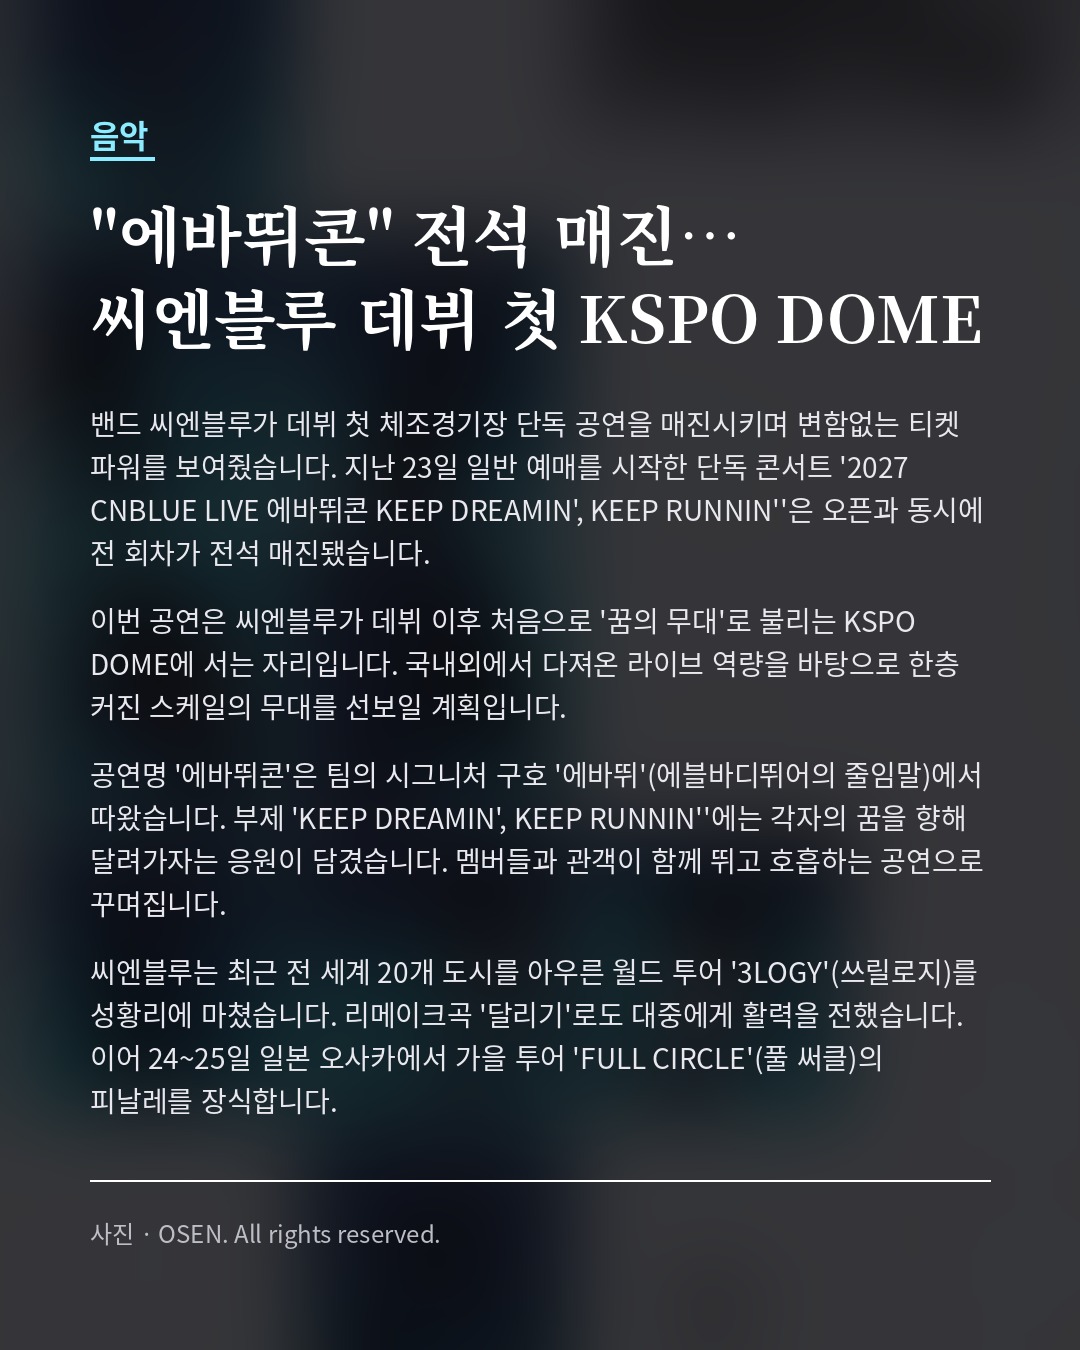 음악
"에바뛰콘" 전석 매진…
씨엔블루 데뷔 첫 KSPO DOME
밴드 씨엔블루가 데뷔 첫 체조경기장 단독 공연을 매진시키며 변함없는 티켓
파워를 보여줬습니다. 지난 23일 일반 예매를 시작한 단독 콘서트 '2027
CNBLUE LIVE 에바뛰콘 KEEP DREAMIN', KEEP RUNNIN''은 오픈과 동시에
전 회차가 전석 매진됐습니다.
이번 공연은 씨엔블루가 데뷔 이후 처음으로 '꿈의 무대'로 불리는 KSPO
DOME에 서는 자리입니다. 국내외에서 다져온 라이브 역량을 바탕으로 한층
커진 스케일의 무대를 선보일 계획입니다.
공연명 '에바뛰콘'은 팀의 시그니처 구호 '에바뛰'(에블바디뛰어의 줄임말)에서
따왔습니다. 부제 'KEEP DREAMIN', KEEP RUNNIN''에는 각자의 꿈을 향해
달려가자는 응원이 담겼습니다. 멤버들과 관객이 함께 뛰고 호흡하는 공연으로
꾸며집니다.
씨엔블루는 최근 전 세계 20개 도시를 아우른 월드 투어 '3LOGY'(쓰릴로지)를
성황리에 마쳤습니다. 리메이크곡 '달리기'로도 대중에게 활력을 전했습니다.
이어 24~25일 일본 오사카에서 가을 투어 'FULL CIRCLE'(풀 써클)의
피날레를 장식합니다.
사진 · OSEN. All rights reserved.